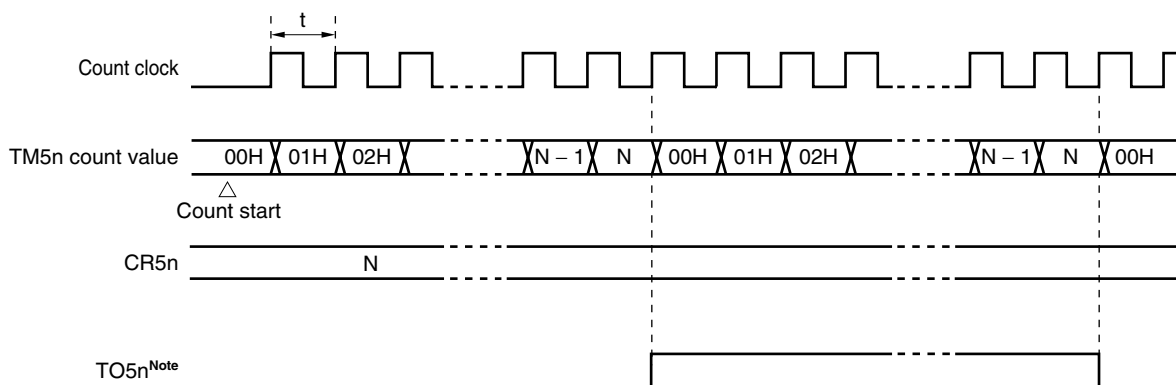 t
Count clock
TM5n count value 00H 01H 02H N – 1 N 00H 01H 02H N – 1 N 00H
Count start
CR5n N
TO5nNote